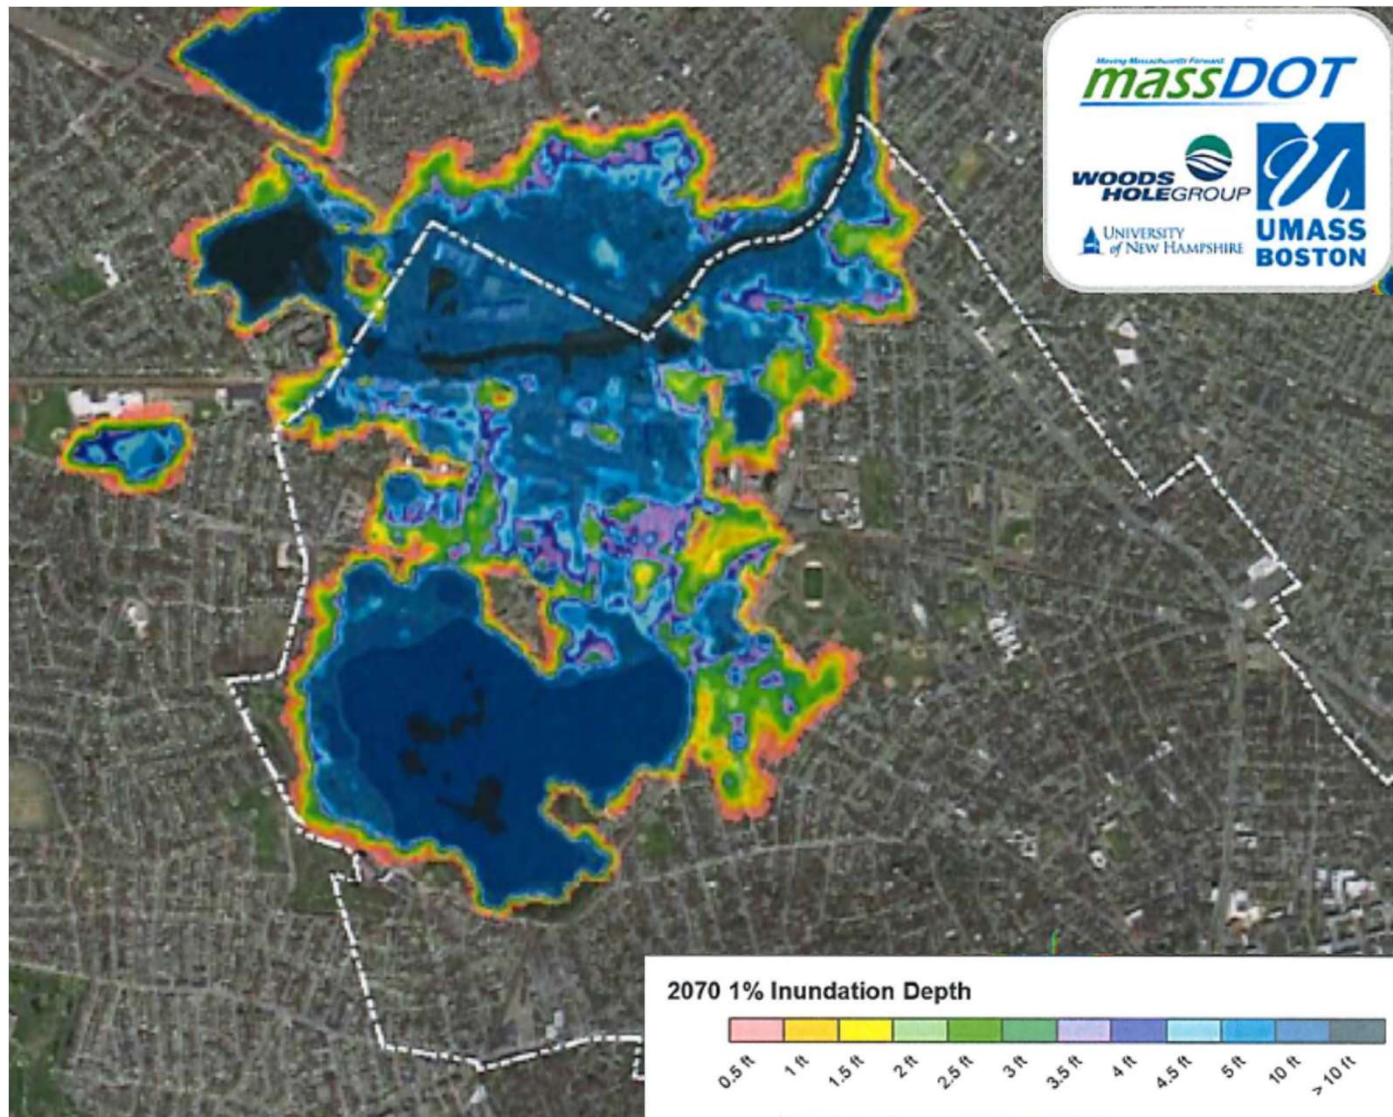 Moving Massachusetts Forward
massDOT
WOODS
HOLEGROUP
UNIVERSITY
of NEW HAMPSHIRE
UMASS
BOSTON
2070 1% Inundation Depth
0.5 ft
1 ft
1.5 ft
2 ft
2.5 ft
3 ft
3.5 ft
4 ft
4.5 ft
5 ft
10 ft
> 10 ft